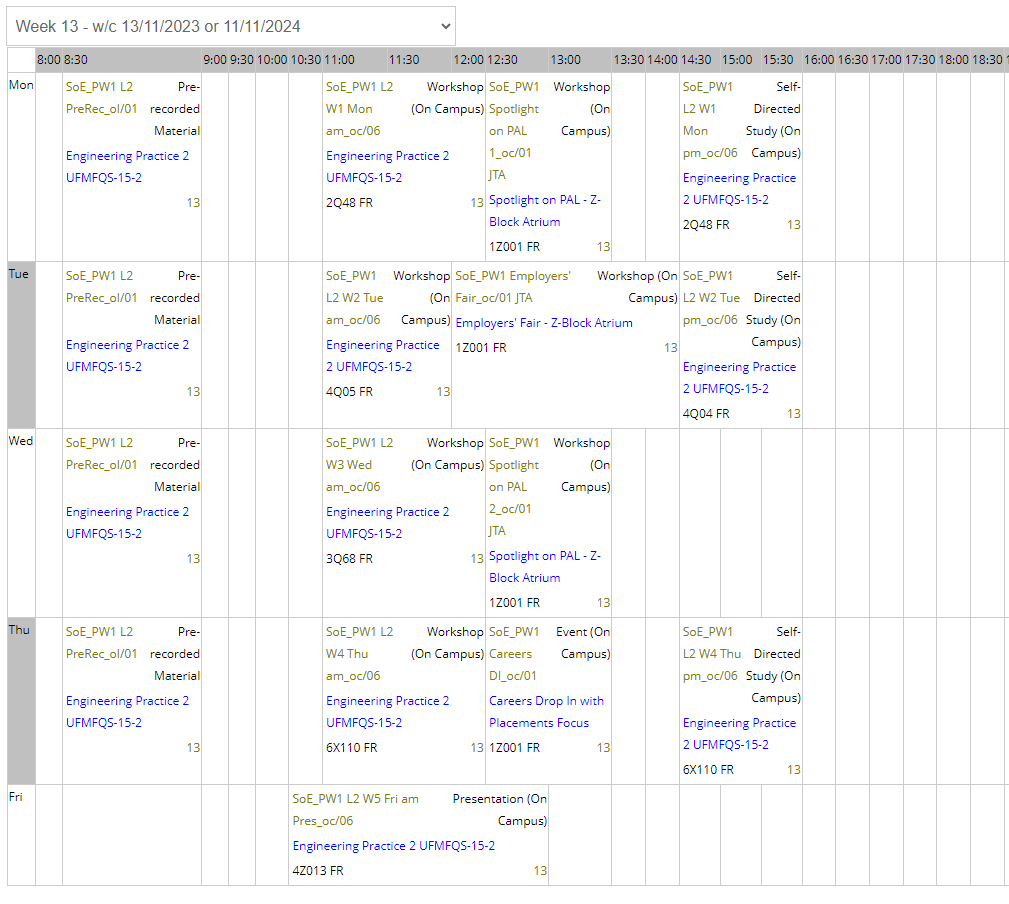 Week 13 - w/c 13/11/2023 or 11/11/2024
8:00 8:30 9:00 9:30 10:00 10:30 11:00 11:30 12:00 12:30 13:00 13:30 14:00 14:30 15:00 15:30 16:00 16:30 17:00 17:30 18:00 18:30
Mon
SoE_PW1 L2 Pre-
PreRec_ol/01 recorded
Material
Engineering Practice 2
UFMFQS-15-2
13
SoE_PW1 L2 Workshop
W1 Mon (On Campus)
am_oc/06
Engineering Practice 2
UFMFQS-15-2
2Q48 FR 13
SoE_PW1 Workshop
Spotlight (On
on PAL Campus)
1_oc/01
JTA
Spotlight on PAL - Z-
Block Atrium
1Z001 FR 13
SoE_PW1 Self-
L2 W1 Directed
Mon Study (On
pm_oc/06 Campus)
Engineering Practice
2 UFMFQS-15-2
2Q48 FR 13
Tue
SoE_PW1 L2 Pre-
PreRec_ol/01 recorded
Material
Engineering Practice 2
UFMFQS-15-2
13
SoE_PW1 Workshop
L2 W2 Tue (On
am_oc/06 Campus)
Engineering Practice
2 UFMFQS-15-2
4Q05 FR 13
SoE_PW1 Employers' Workshop (On
Fair_oc/01 JTA Campus)
Employers' Fair - Z-Block Atrium
1Z001 FR 13
SoE_PW1 Self-
L2 W2 Tue Directed
pm_oc/06 Study (On
Campus)
Engineering Practice
2 UFMFQS-15-2
4Q04 FR 13
Wed
SoE_PW1 L2 Pre-
PreRec_ol/01 recorded
Material
Engineering Practice 2
UFMFQS-15-2
13
SoE_PW1 L2 Workshop
W3 Wed (On Campus)
am_oc/06
Engineering Practice 2
UFMFQS-15-2
3Q68 FR 13
SoE_PW1 Workshop
Spotlight (On
on PAL Campus)
2_oc/01
JTA
Spotlight on PAL - Z-
Block Atrium
1Z001 FR 13
Thu
SoE_PW1 L2 Pre-
PreRec_ol/01 recorded
Material
Engineering Practice 2
UFMFQS-15-2
13
SoE_PW1 L2 Workshop
W4 Thu (On Campus)
am_oc/06
Engineering Practice 2
UFMFQS-15-2
6X110 FR 13
SoE_PW1 Event (On
Careers Campus)
DI_oc/01
Careers Drop In with
Placements Focus
1Z001 FR 13
SoE_PW1 Self-
L2 W4 Thu Directed
pm_oc/06 Study (On
Campus)
Engineering Practice
2 UFMFQS-15-2
6X110 FR 13
Fri
SoE_PW1 L2 W5 Fri am Presentation (On
Pres_oc/06 Campus)
Engineering Practice 2 UFMFQS-15-2
4Z013 FR 13